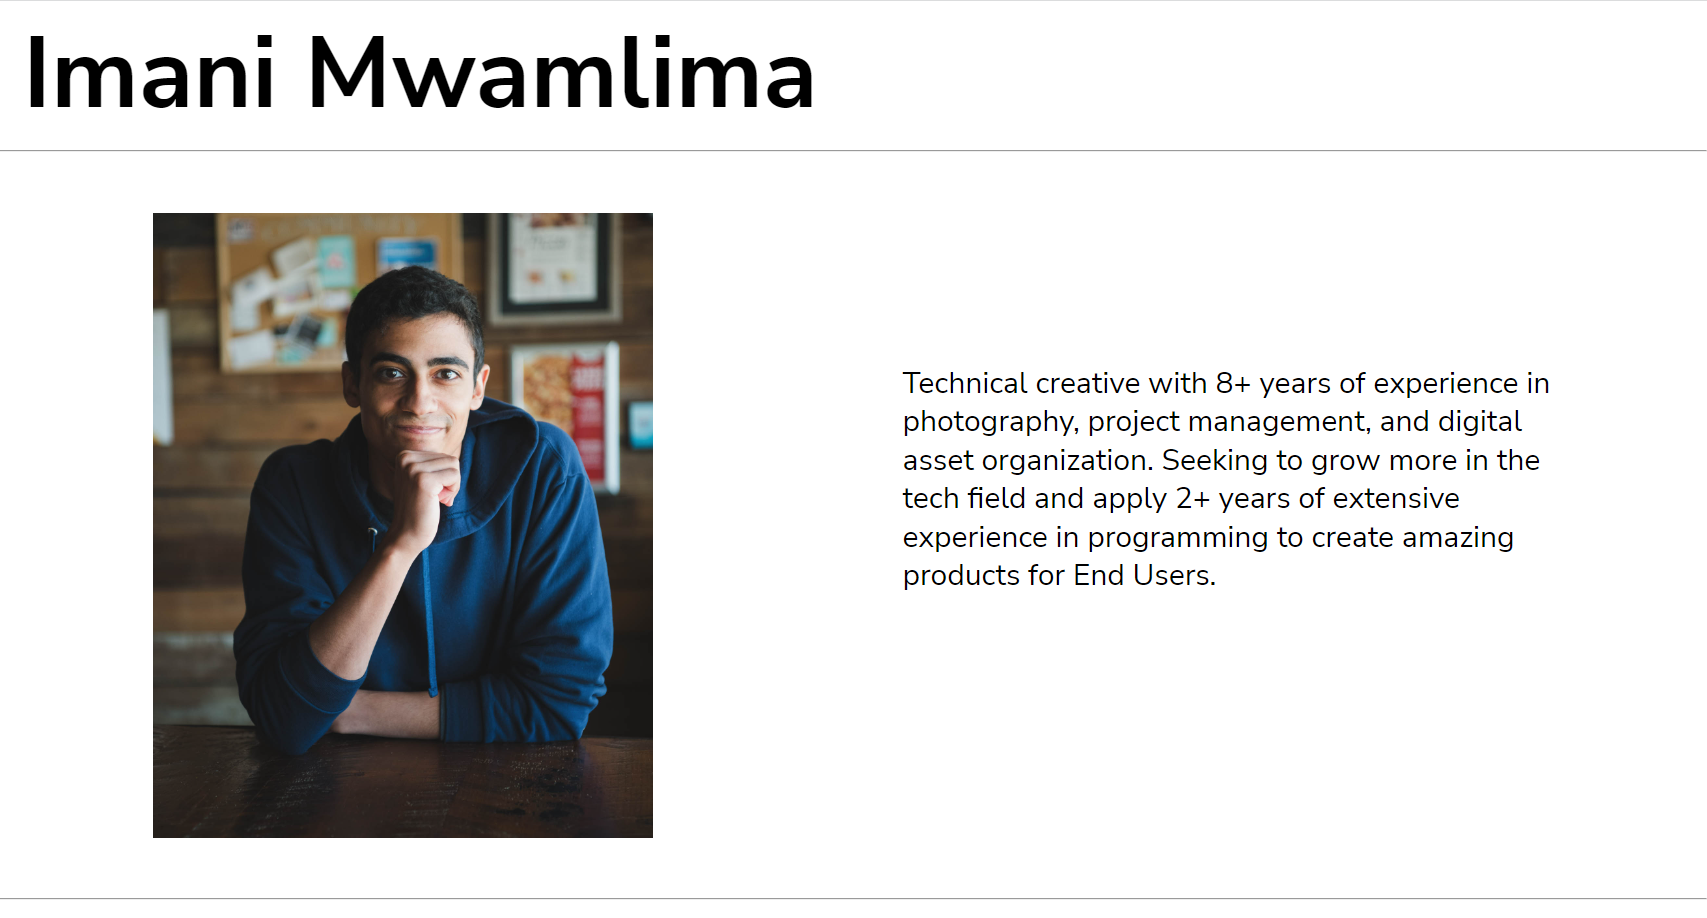 Imani Mwamlima
Technical creative with 8+ years of experience in
photography, project management, and digital
asset organization. Seeking to grow more in the
tech field and apply 2+ years of extensive
experience in programming to create amazing
products for End Users.